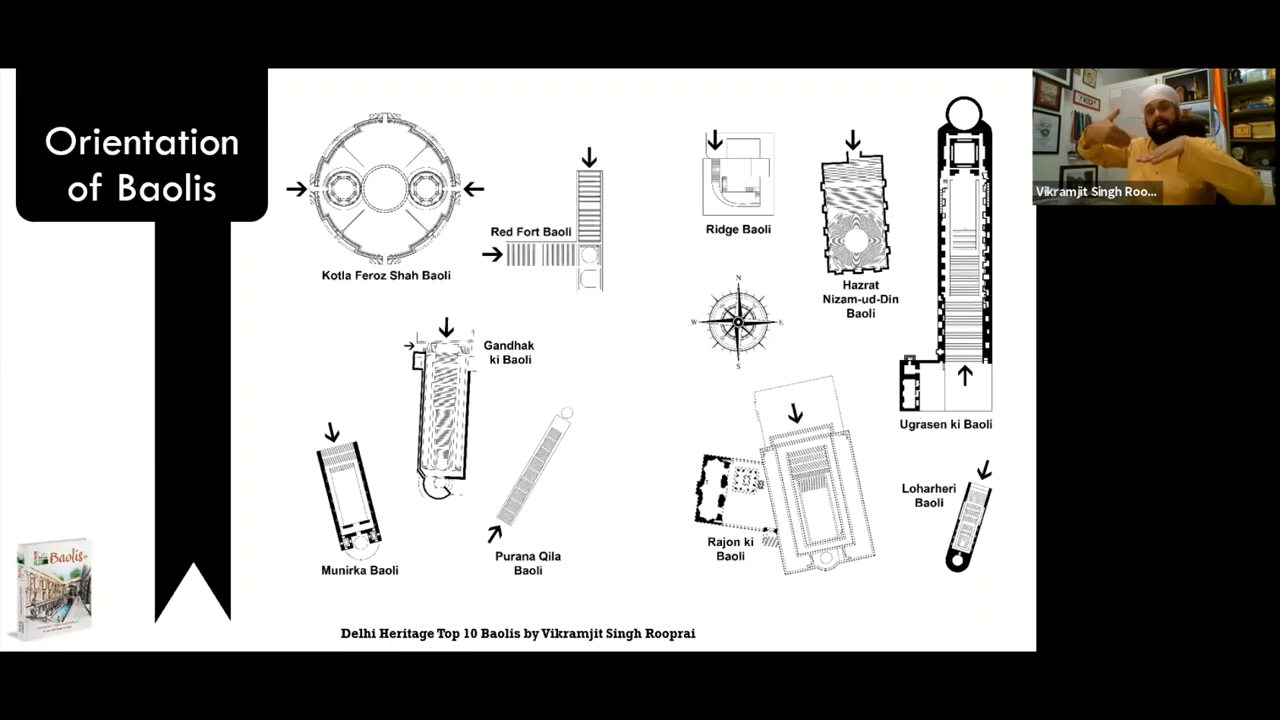 Orientation
of Baolis
Kotla Feroz Shah Baoli
Red Fort Baoli
Ridge Baoli
Hazrat
Nizam-ud-Din
Baoli
Gandhak
ki Baoli
N
W
E
S
Ugrasen ki Baoli
Munirka Baoli
Purana Qila
Baoli
Rajon ki
Baoli
Loharheri
Baoli
Baolis
Delhi Heritage Top 10 Baolis by Vikramjit Singh Rooprai
Vikramjit Singh Roo...